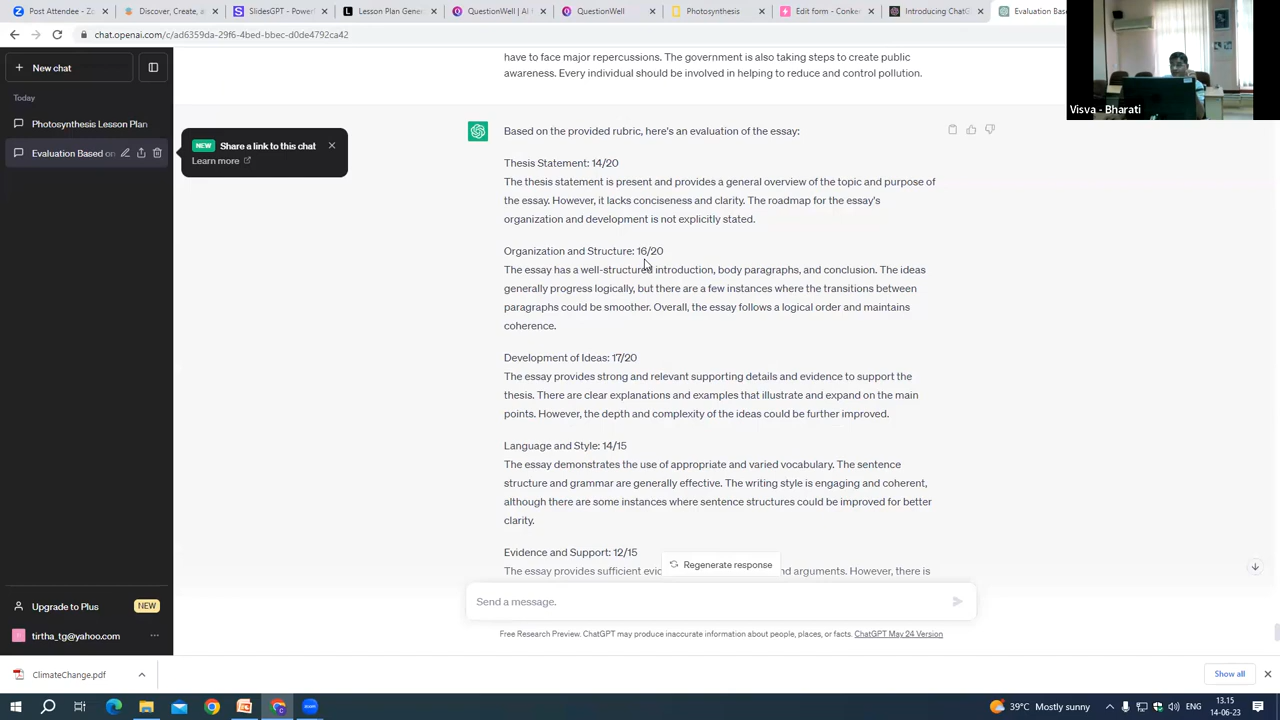 Post Attendee - Zo
Discover, Create, a
SlidesGPT - Powerf
Lesson Plan Gener
QuestionWell | AI
QuestionWell
Photosynthesis
Edit form - Conke
Introducing ChatG
Evaluation Base
chat.openai.com/c/ad6359da-29f6-4bed-bbec-d0de4792ca42
Visva - Bharati
New chat
Today
Photosynthesis Lesson Plan
Evaluation Based on
NEW Share a link to this chat
Learn more
have to face major repercussions. The government is also taking steps to create public
awareness. Every individual should be involved in helping to reduce and control pollution.
Based on the provided rubric, here's an evaluation of the essay:
Thesis Statement: 14/20
The thesis statement is present and provides a general overview of the topic and purpose of
the essay. However, it lacks conciseness and clarity. The roadmap for the essay's
organization and development is not explicitly stated.
Organization and Structure: 16/20
The essay has a well-structured introduction, body paragraphs, and conclusion. The ideas
generally progress logically, but there are a few instances where the transitions between
paragraphs could be smoother. Overall, the essay follows a logical order and maintains
coherence.
Development of Ideas: 17/20
The essay provides strong and relevant supporting details and evidence to support the
thesis. There are clear explanations and examples that illustrate and expand on the main
points. However, the depth and complexity of the ideas could be further improved.
Language and Style: 14/15
The essay demonstrates the use of appropriate and varied vocabulary. The sentence
structure and grammar are generally effective. The writing style is engaging and coherent,
although there are some instances where sentence structures could be improved for better
clarity.
Evidence and Support: 12/15
The essay provides sufficient evid nd arguments. However, there is
Regenerate response
Send a message.
Free Research Preview. ChatGPT may produce inaccurate information about people, places, or facts. ChatGPT May 24 Version
Upgrade to Plus NEW
tirtha_tg@yahoo.com
ClimateChange.pdf
Show all
39°C Mostly sunny
13.15
14-06-23